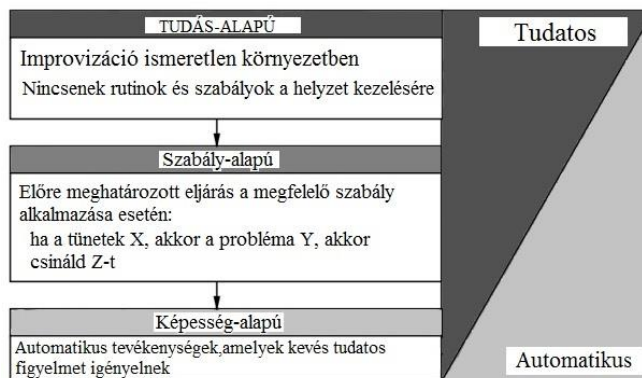 TUDÁS-ALAPÚ
Improvizáció ismeretlen környezetben
Nincsenek rutinok és szabályok a helyzet kezelésére
Szabály-alapú
Előre meghatározott eljárás a megfelelő szabály
alkalmazása esetén:
ha a tünetek X, akkor a probléma Y, akkor
csináld Z-t
Képesség-alapú
Automatikus tevékenységek,amelyek kevés tudatos
figyelmet igényelnek
Tudatos
Automatikus